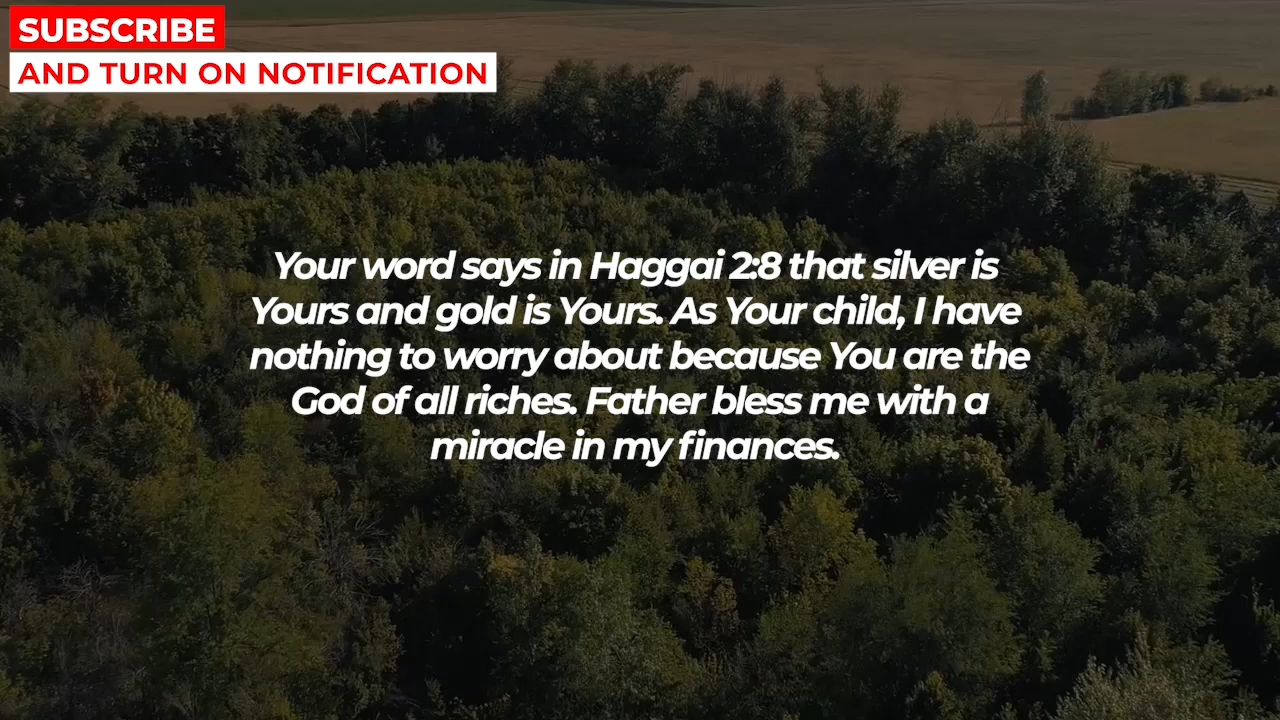 SUBSCRIBE
AND TURN ON NOTIFICATION
Your word says in Haggai 2:8 that silver is
Yours and gold is Yours. As Your child, I have
nothing to worry about because You are the
God of all riches. Father bless me with a
miracle in my finances.